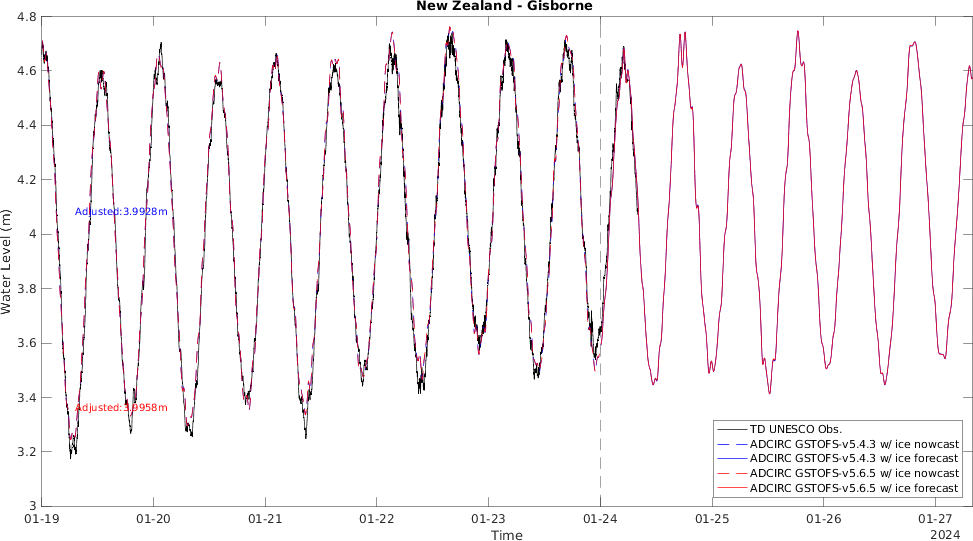 New Zealand - Gisborne
4.8
4.6
4.4
4.2
4
3.8
3.6
3.4
3.2
3
Water Level (m)
Adjusted:3.9928m
Adjusted:3.9958m
TD UNESCO Obs.
ADCIRC GSTOFS-v5.4.3 w/ ice nowcast
ADCIRC GSTOFS-v5.4.3 w/ ice forecast
ADCIRC GSTOFS-v5.6.5 w/ ice nowcast
ADCIRC GSTOFS-v5.6.5 w/ ice forecast
01-19 01-20 01-21 01-22 01-23 01-24 01-25 01-26 01-27
Time
2024